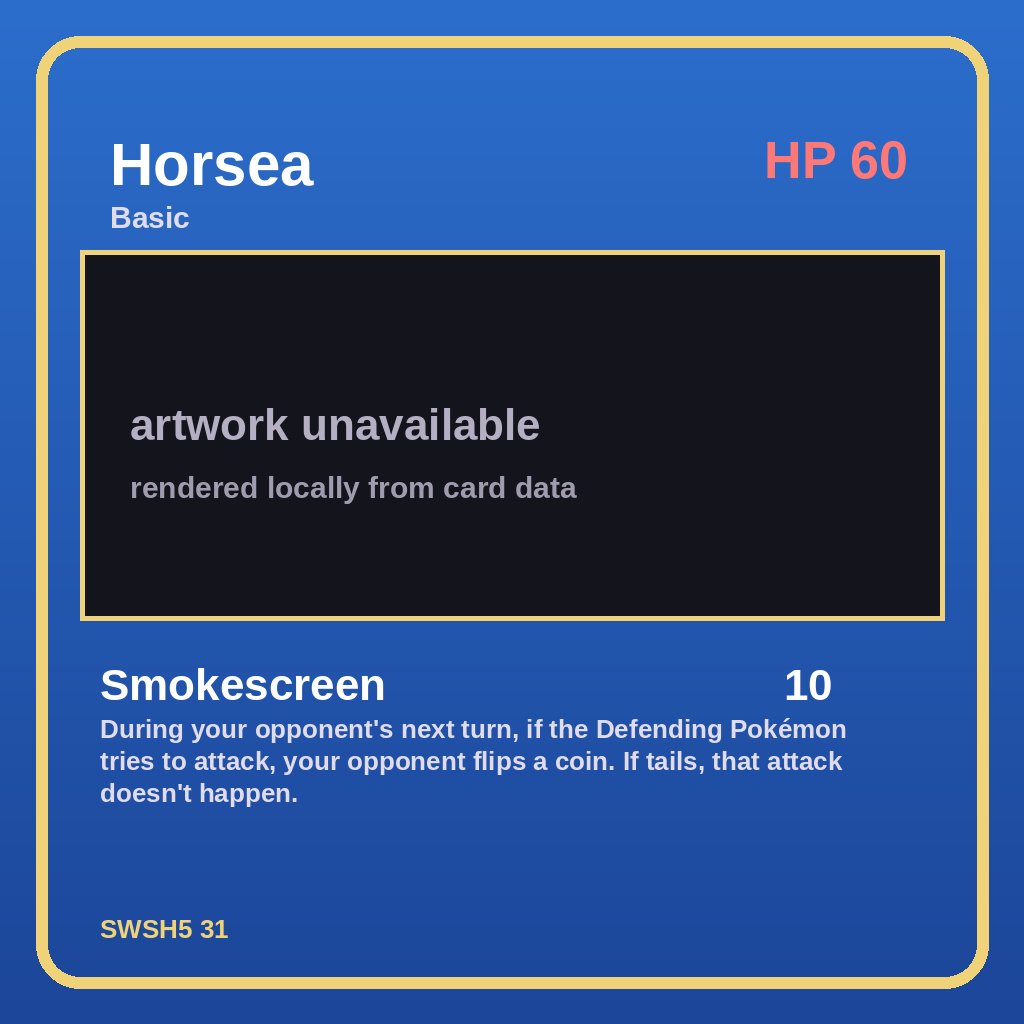 Horsea
HP 60
Basic
artwork unavailable
rendered locally from card data
Smokescreen
10
During your opponent's next turn, if the Defending Pokémon
tries to attack, your opponent flips a coin. If tails, that attack
doesn't happen.
SWSH5 31